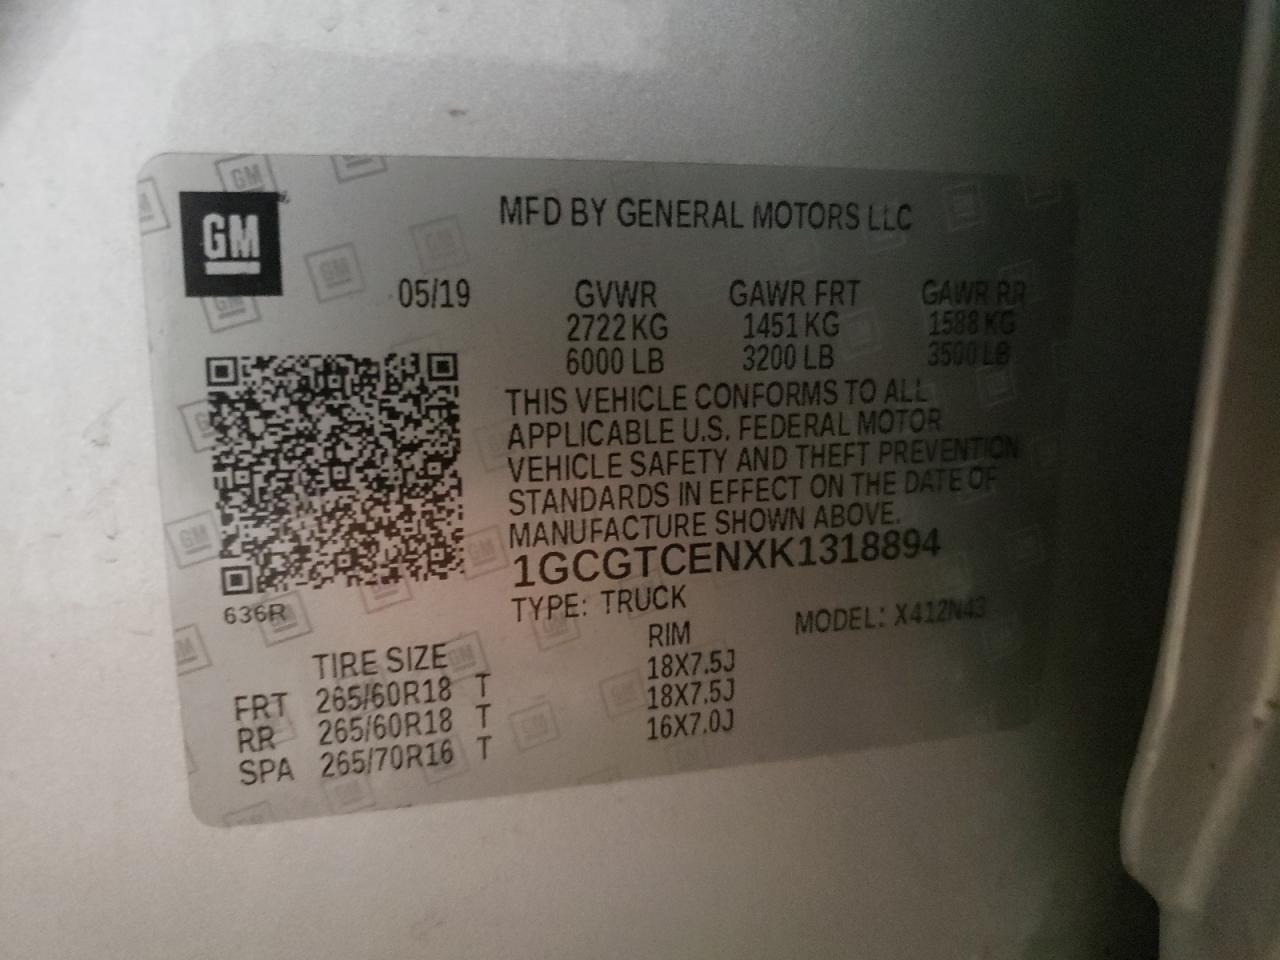 GM
MFD BY GENERAL MOTORS LLC
05/19
GVWR GAWR FRT GAWR RR
2722 KG 1451 KG 1588 KG
6000 LB 3200 LB 3500 LB
THIS VEHICLE CONFORMS TO ALL
APPLICABLE U.S. FEDERAL MOTOR
VEHICLE SAFETY AND THEFT PREVENTION
STANDARDS IN EFFECT ON THE DATE OF
MANUFACTURE SHOWN ABOVE.
1GCGTCENXK1318894
636R
TYPE: TRUCK MODEL: X412N43
TIRE SIZE RIM
FRT 265/60R18 T 18X7.5J
RR 265/60R18 T 18X7.5J
SPA 265/70R16 T 16X7.0J